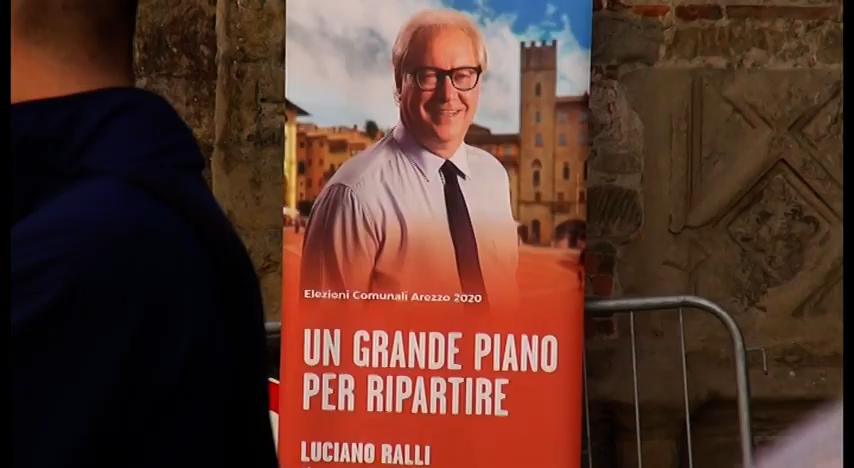 Elezioni Comunali Arezzo 2020
UN GRANDE PIANO
PER RIPARTIRE
LUCIANO RALLI